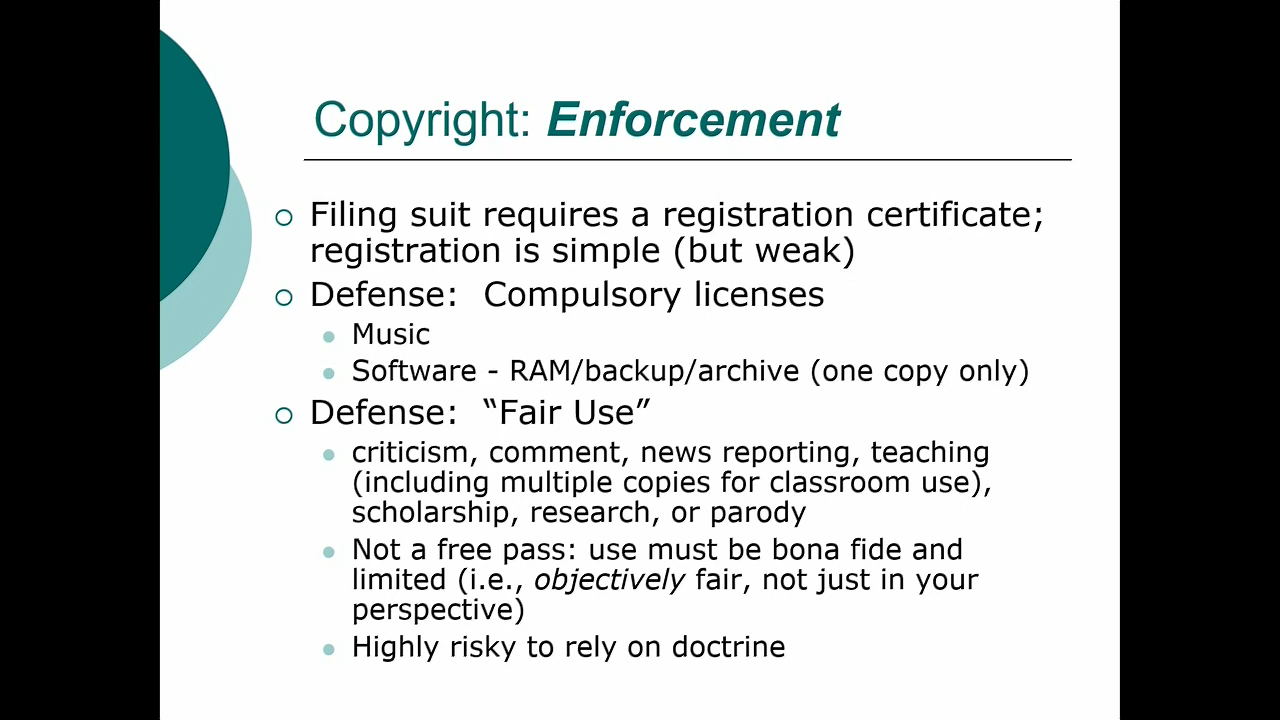 Copyright: Enforcement
Filing suit requires a registration certificate;
registration is simple (but weak)
Defense:  Compulsory licenses
Music
Software - RAM/backup/archive (one copy only)
Defense:  “Fair Use”
criticism, comment, news reporting, teaching
(including multiple copies for classroom use),
scholarship, research, or parody
Not a free pass: use must be bona fide and
limited (i.e., objectively fair, not just in your
perspective)
Highly risky to rely on doctrine